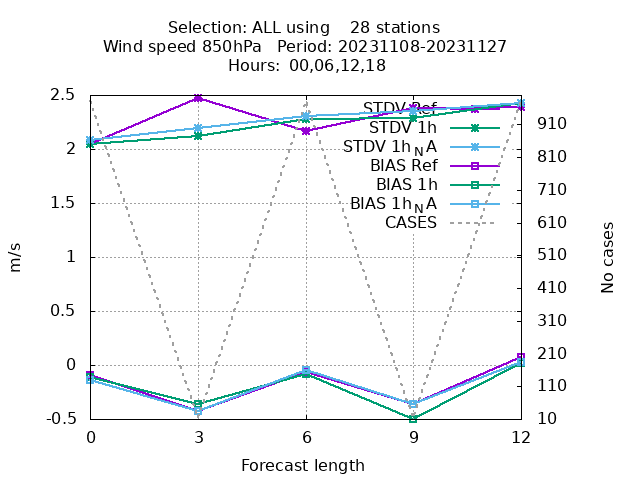 Selection: ALL using    28 stations
Wind speed 850hPa   Period: 20231108-20231127
Hours: 00,06,12,18
STDV Ref
STDV 1h
STDV 1h_NA
BIAS Ref
BIAS 1h
BIAS 1h_NA
CASES
2.5
2
1.5
1
0.5
0
-0.5
m/s
910
810
710
610
510
410
310
210
110
10
No cases
0 3 6 9 12
Forecast length